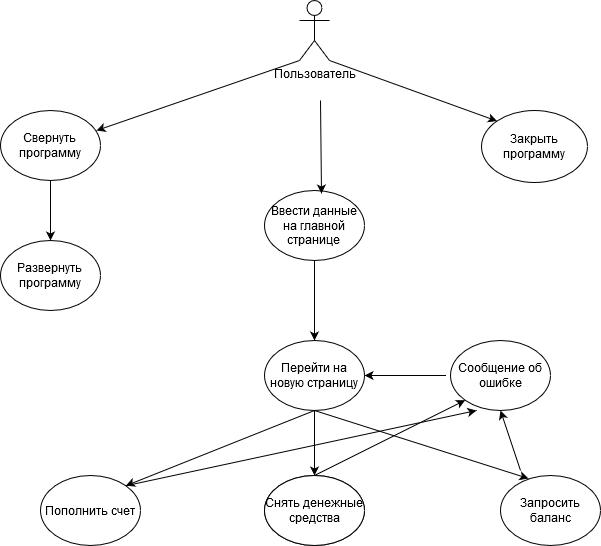 Пользователь
Свернуть
программу
Закрыть
программу
Ввести данные
на главной
странице
Развернуть
программу
Перейти на
новую страницу
Сообщение об
ошибке
Пополнить счет
Снять денежные
средства
Запросить
баланс